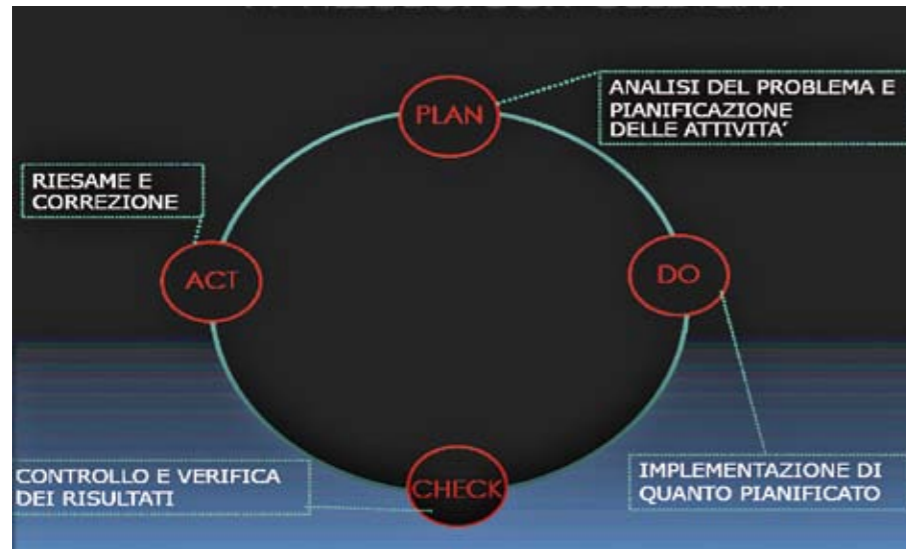 PLAN
ANALISI DEL PROBLEMA E
PIANIFICAZIONE
DELLE ATTIVITA’
RIESAME E
CORREZIONE
ACT
DO
CONTROLLO E VERIFICA
DEI RISULTATI
CHECK
IMPLEMENTAZIONE DI
QUANTO PIANIFICATO